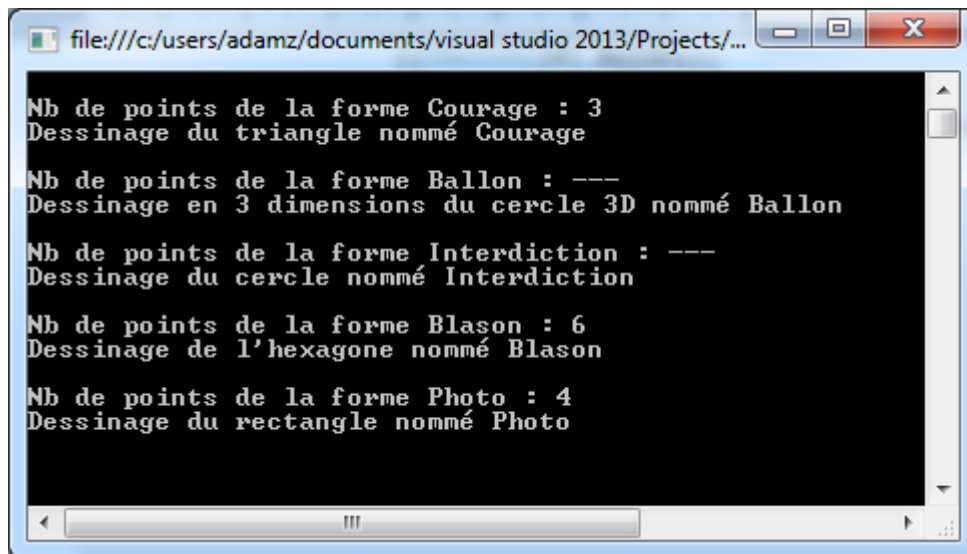 file:///c:/users/adamz/documents/visual studio 2013/Projects/...
Nb de points de la forme Courage : 3
Dessinage du triangle nommé Courage
Nb de points de la forme Ballon : ---
Dessinage en 3 dimensions du cercle 3D nommé Ballon
Nb de points de la forme Interdiction : ---
Dessinage du cercle nommé Interdiction
Nb de points de la forme Blason : 6
Dessinage de l'hexagone nommé Blason
Nb de points de la forme Photo : 4
Dessinage du rectangle nommé Photo